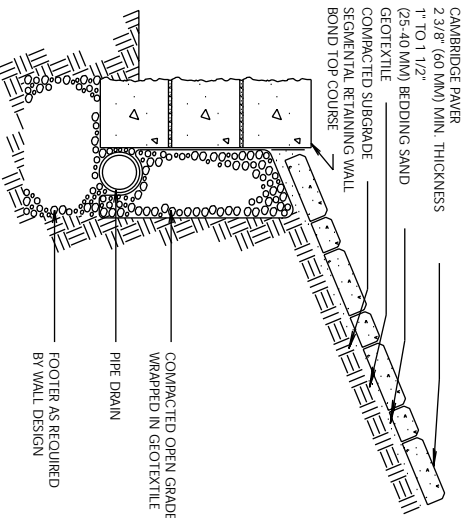 CAMBRIDGE PAVER
2 3/8" (60 MM) MIN. THICKNESS
1" TO 1 1/2"
(25-40 MM) BEDDING SAND
GEOTEXTILE
COMPACTED SUBGRADE
SEGMENTAL RETAINING WALL
BOND TOP COURSE
COMPACTED OPEN GRADE
WRAPPED IN GEOTEXTILE
PIPE DRAIN
FOOTER AS REQUIRED
BY WALL DESIGN